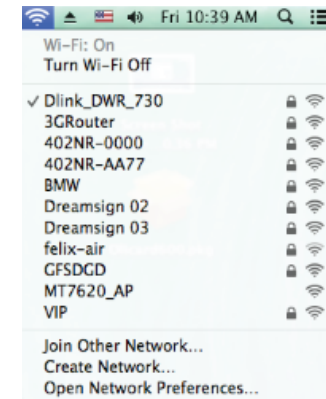 Fri 10:39 AM
Wi-Fi: On
Turn Wi-Fi Off
✓ Dlink_DWR_730
3GRouter
402NR-0000
402NR-AA77
BMW
Dreamsign 02
Dreamsign 03
felix-air
GFSDGD
MT7620_AP
VIP
Join Other Network...
Create Network...
Open Network Preferences...